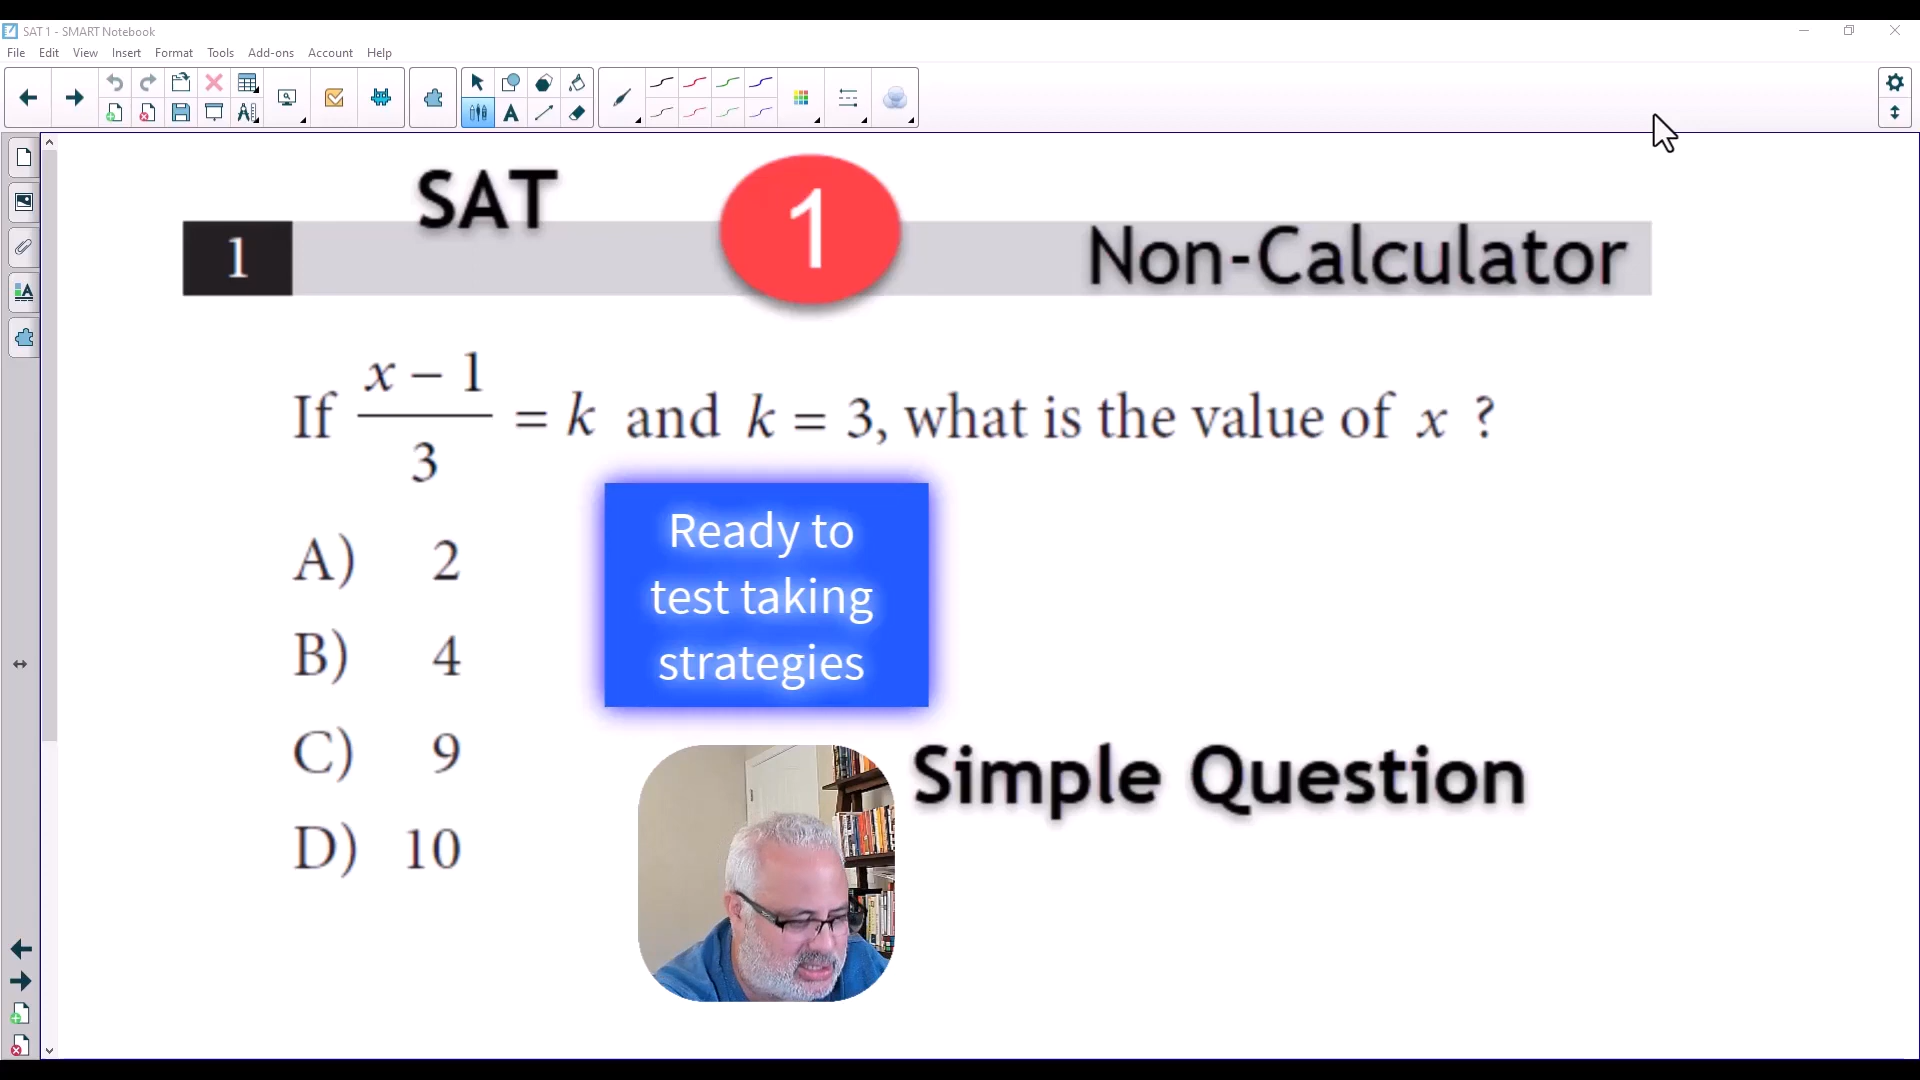 SAT 1 - SMART Notebook
File Edit View Insert Format Tools Add-ons Account Help
SAT
1
1
Non-Calculator
If \frac{x - 1}{3} = k and k = 3, what is the value of x ?
A) 2
B) 4
C) 9
D) 10
Ready to
test taking
strategies
Simple Question